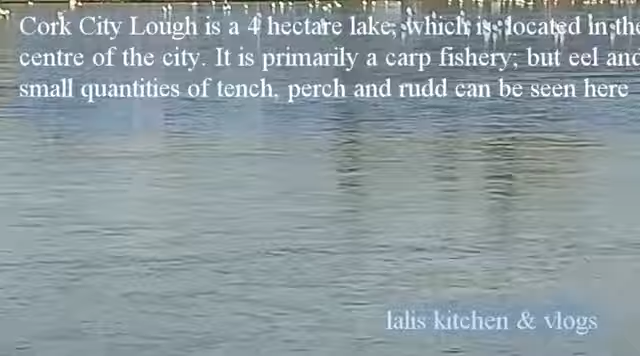 Cork City Lough is a 4 hectare lake, which is located in the
centre of the city. It is primarily a carp fishery; but eel and
small quantities of tench, perch and rudd can be seen here
lalis kitchen & vlogs